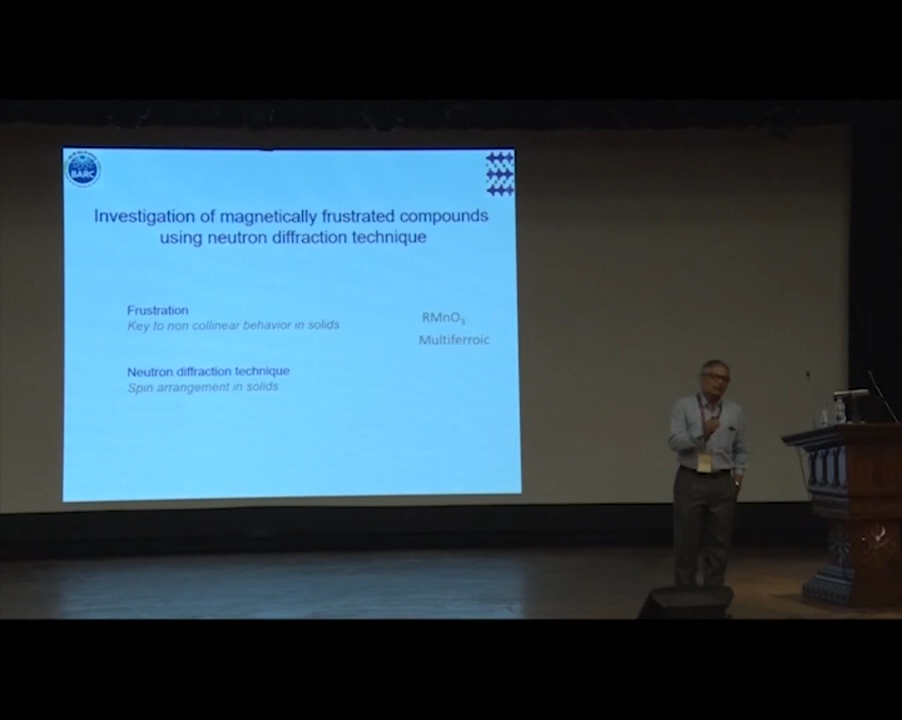 BARC
Investigation of magnetically frustrated compounds
using neutron diffraction technique
Frustration
Key to non collinear behavior in solids
RMnO₃
Multiferroic
Neutron diffraction technique
Spin arrangement in solids